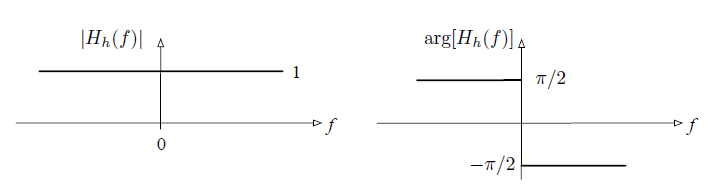 |H_h(f)|
1
f
0
arg[H_h(f)]
π/2
f
−π/2